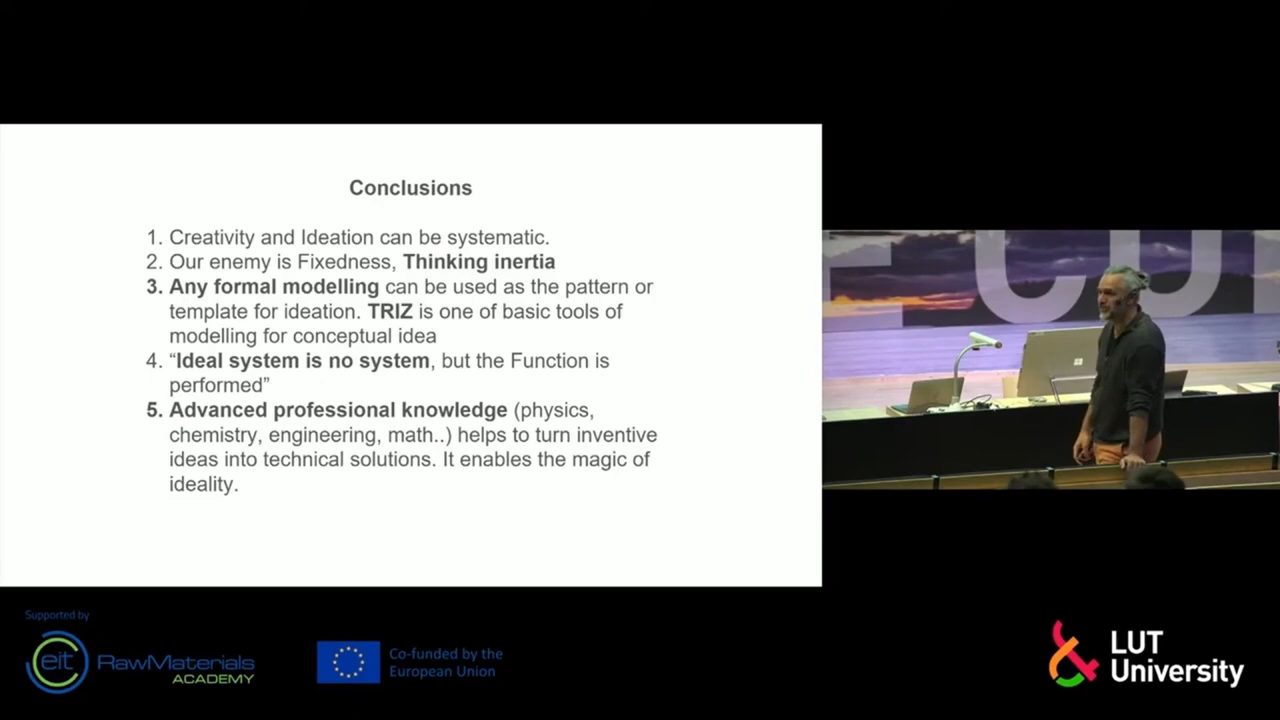 Conclusions
1. Creativity and Ideation can be systematic.
2. Our enemy is Fixedness, Thinking inertia
3. Any formal modelling can be used as the pattern or
template for ideation. TRIZ is one of basic tools of
modelling for conceptual idea
4. “Ideal system is no system, but the Function is
performed”
5. Advanced professional knowledge (physics,
chemistry, engineering, math..) helps to turn inventive
ideas into technical solutions. It enables the magic of
ideality.
Supported by
eit RawMaterials
ACADEMY
Co-funded by the
European Union
LUT
University